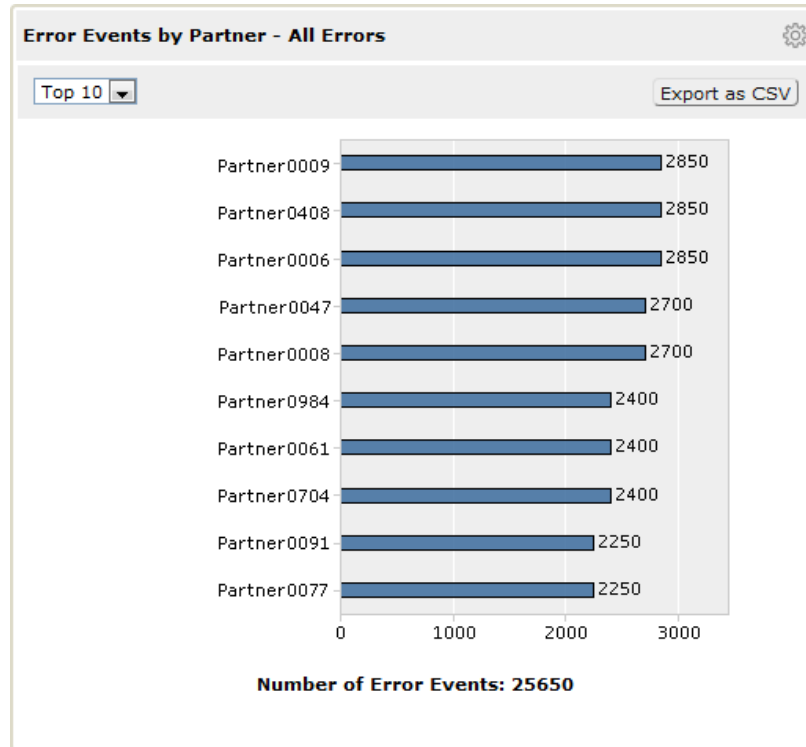 Error Events by Partner - All Errors
Top 10
Export as CSV
Partner0009 2850
Partner0408 2850
Partner0006 2850
Partner0047 2700
Partner0008 2700
Partner0984 2400
Partner0061 2400
Partner0704 2400
Partner0091 2250
Partner0077 2250
0 1000 2000 3000
Number of Error Events: 25650